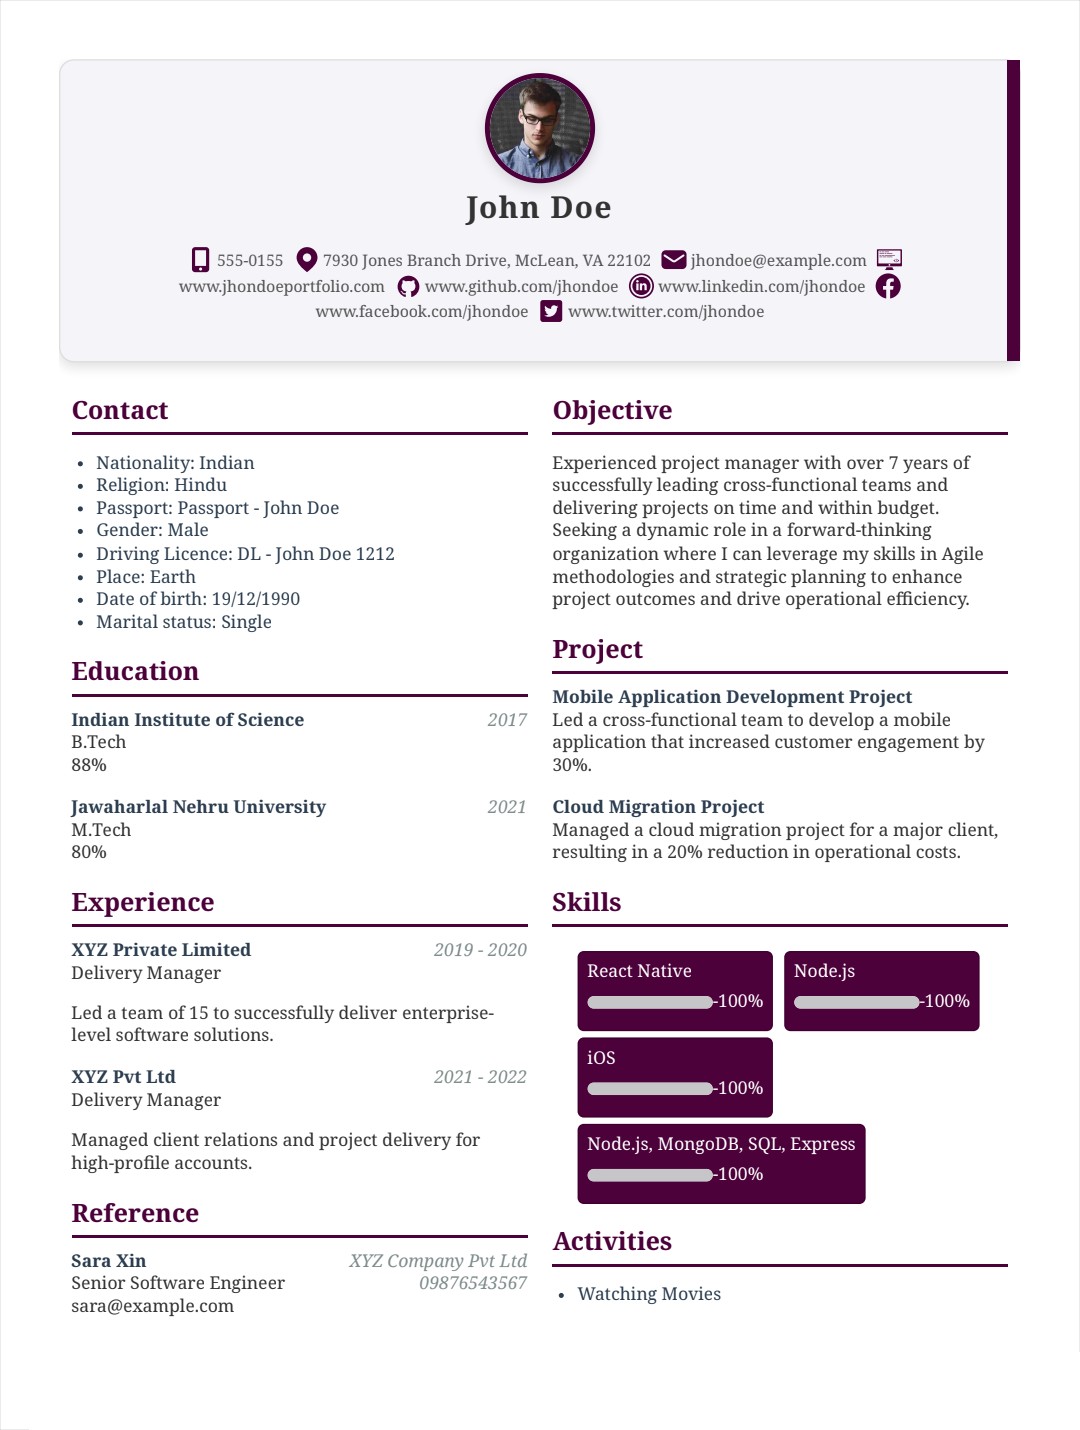 John Doe
555-0155 7930 Jones Branch Drive, McLean, VA 22102 jhondoe@example.com
www.jhondoeportfolio.com www.github.com/jhondoe www.linkedin.com/jhondoe
www.facebook.com/jhondoe www.twitter.com/jhondoe
Contact
• Nationality: Indian
• Religion: Hindu
• Passport: Passport - John Doe
• Gender: Male
• Driving Licence: DL - John Doe 1212
• Place: Earth
• Date of birth: 19/12/1990
• Marital status: Single
Education
Indian Institute of Science 2017
B.Tech
88%
Jawaharlal Nehru University 2021
M.Tech
80%
Experience
XYZ Private Limited 2019 - 2020
Delivery Manager
Led a team of 15 to successfully deliver enterprise-
level software solutions.
XYZ Pvt Ltd 2021 - 2022
Delivery Manager
Managed client relations and project delivery for
high-profile accounts.
Reference
Sara Xin XYZ Company Pvt Ltd
Senior Software Engineer 09876543567
sara@example.com
Objective
Experienced project manager with over 7 years of
successfully leading cross-functional teams and
delivering projects on time and within budget.
Seeking a dynamic role in a forward-thinking
organization where I can leverage my skills in Agile
methodologies and strategic planning to enhance
project outcomes and drive operational efficiency.
Project
Mobile Application Development Project
Led a cross-functional team to develop a mobile
application that increased customer engagement by
30%.
Cloud Migration Project
Managed a cloud migration project for a major client,
resulting in a 20% reduction in operational costs.
Skills
React Native
-100%
Node.js
-100%
iOS
-100%
Node.js, MongoDB, SQL, Express
-100%
Activities
• Watching Movies